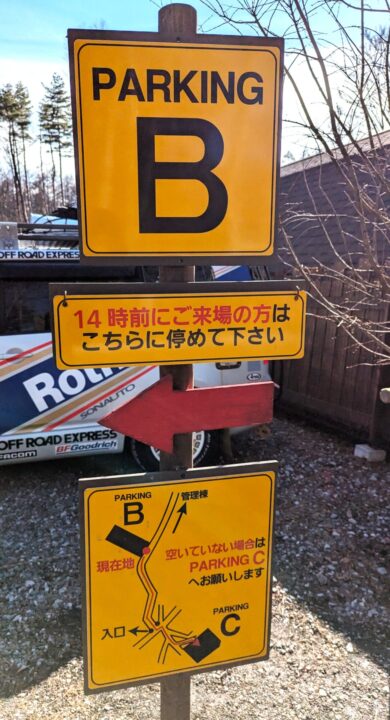 PARKING
B
14時前にご来場の方は
こちらに停めて下さい
OFF ROAD EXPRESS
Roth
SONAUTO
OFF ROAD EXPRESS
BFGoodrich
PARKING
B
管理棟
現在地
空いていない場合は
PARKING C
へお願いします
入口
PARKING
C